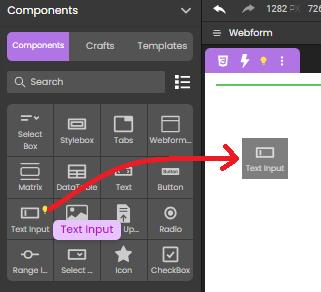 Components
1282 PX 726
Webform
Components Crafts Templates
Search
Select Box
Stylebox
Tabs
Webform...
Matrix
DataTable
Text
Button
Button
Text Input
Up...
Radio
Text Input
Range I...
Select ...
Icon
CheckBox
Text Input